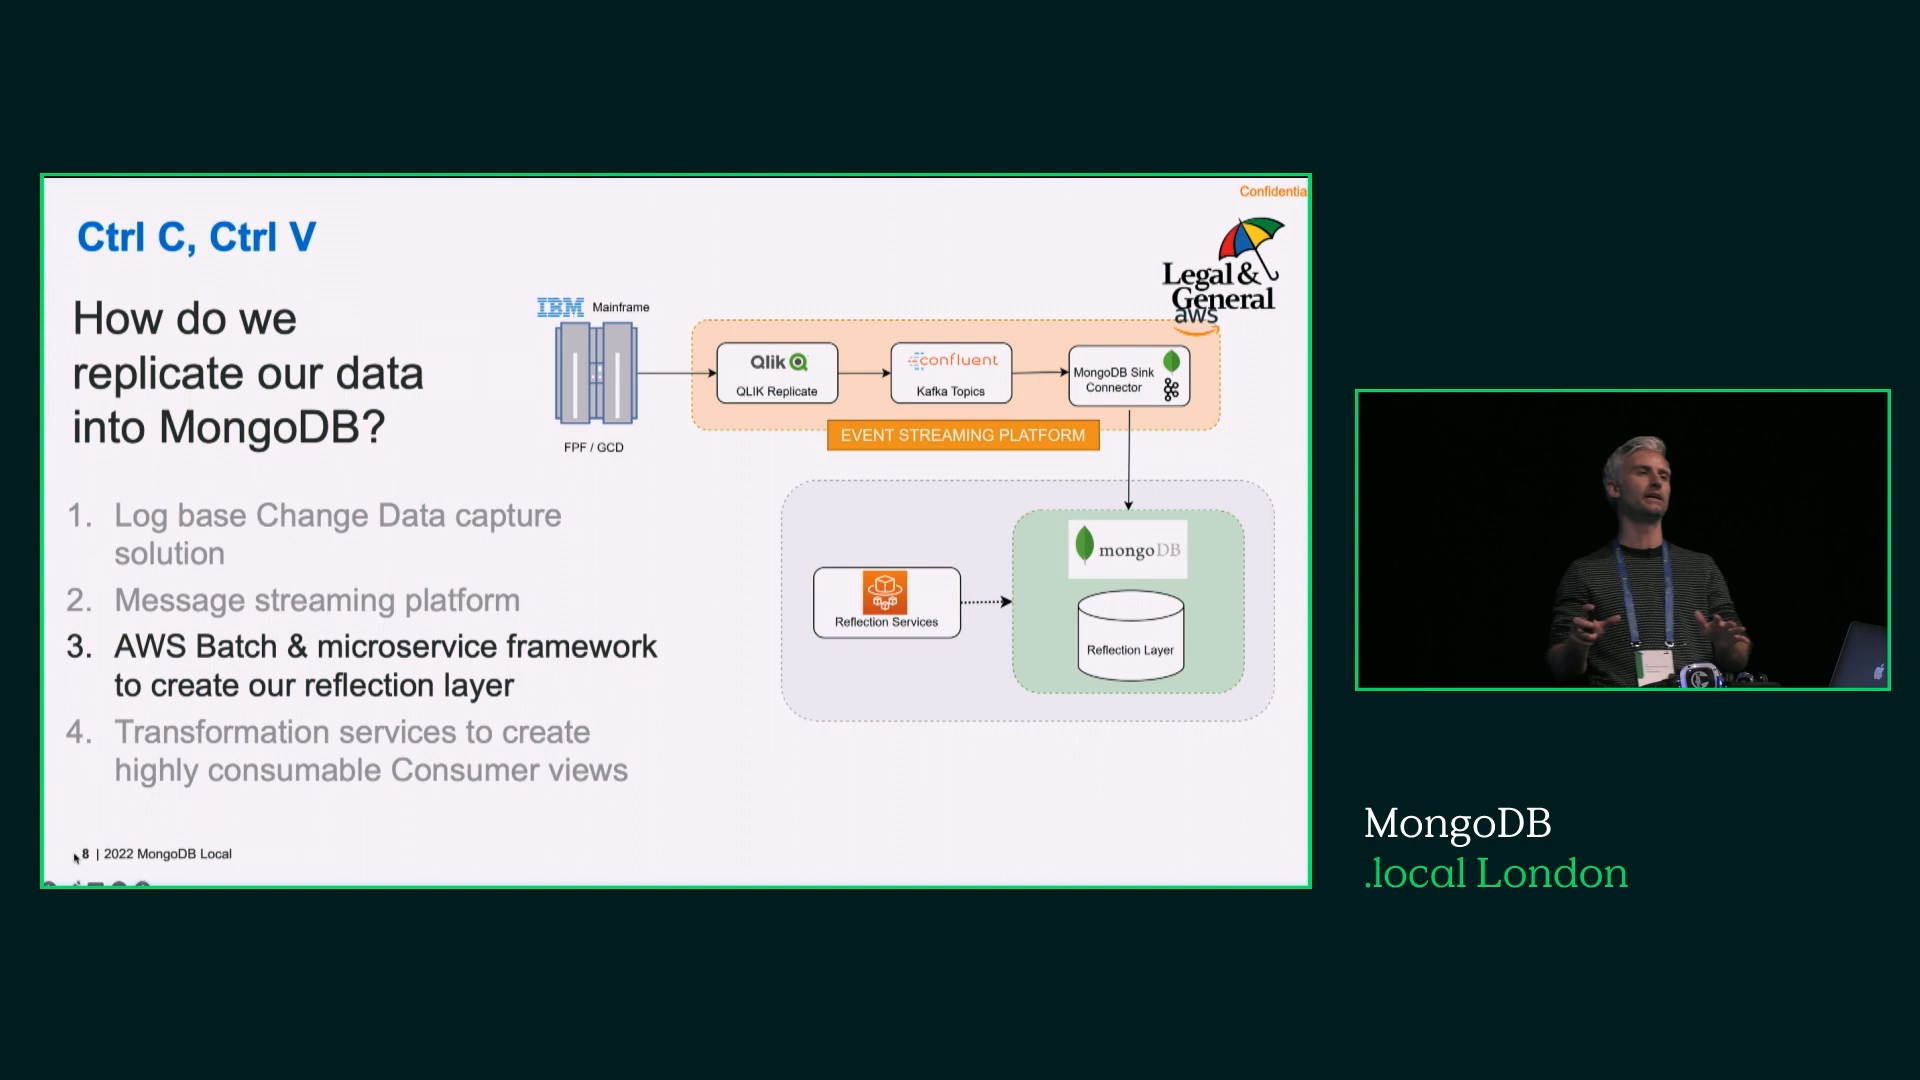 Confidentia
Ctrl C, Ctrl V
Legal &
General
aws
How do we
replicate our data
into MongoDB?
IBM Mainframe
FPF / GCD
Qlik
QLIK Replicate
confluent
Kafka Topics
MongoDB Sink
Connector
EVENT STREAMING PLATFORM
1. Log base Change Data capture
solution
2. Message streaming platform
3. AWS Batch & microservice framework
to create our reflection layer
4. Transformation services to create
highly consumable Consumer views
mongoDB
Reflection Services
Reflection Layer
8 | 2022 MongoDB Local
MongoDB
.local London